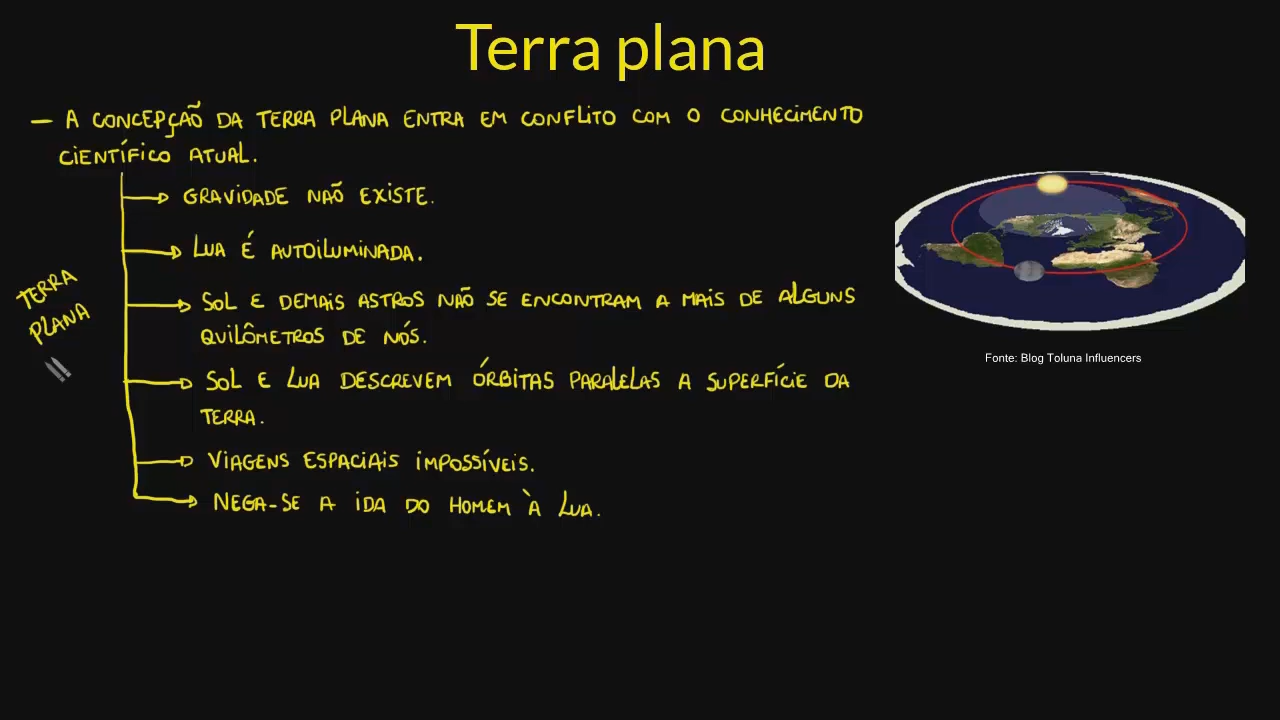 Terra plana
— A CONCEPÇÃO DA TERRA PLANA ENTRA EM CONFLITO COM O CONHECIMENTO
CIENTÍFICO ATUAL.
GRAVIDADE NÃO EXISTE.
LUA É AUTOILUMINADA.
SOL E DEMAIS ASTROS NÃO SE ENCONTRAM A MAIS DE ALGUNS
QUILÔMETROS DE NÓS.
SOL E LUA DESCREVEM ÓRBITAS PARALELAS A SUPERFÍCIE DA
TERRA.
VIAGENS ESPACIAIS IMPOSSÍVEIS.
NEGA-SE A IDA DO HOMEM À LUA.
TERRA
PLANA
Fonte: Blog Toluna Influencers